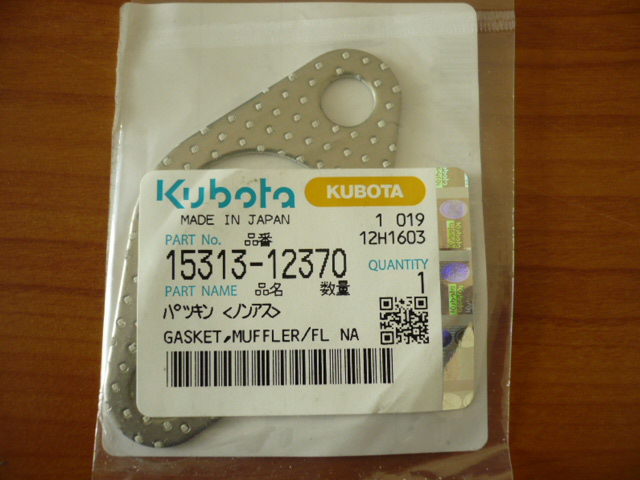 Kubota KUBOTA
MADE IN JAPAN 1 019
PART No. 品番 12H1603
15313-12370 QUANTITY
PART NAME 品名 数量 1
パツキン <ノンアス>
GASKET,MUFFLER/FL NA